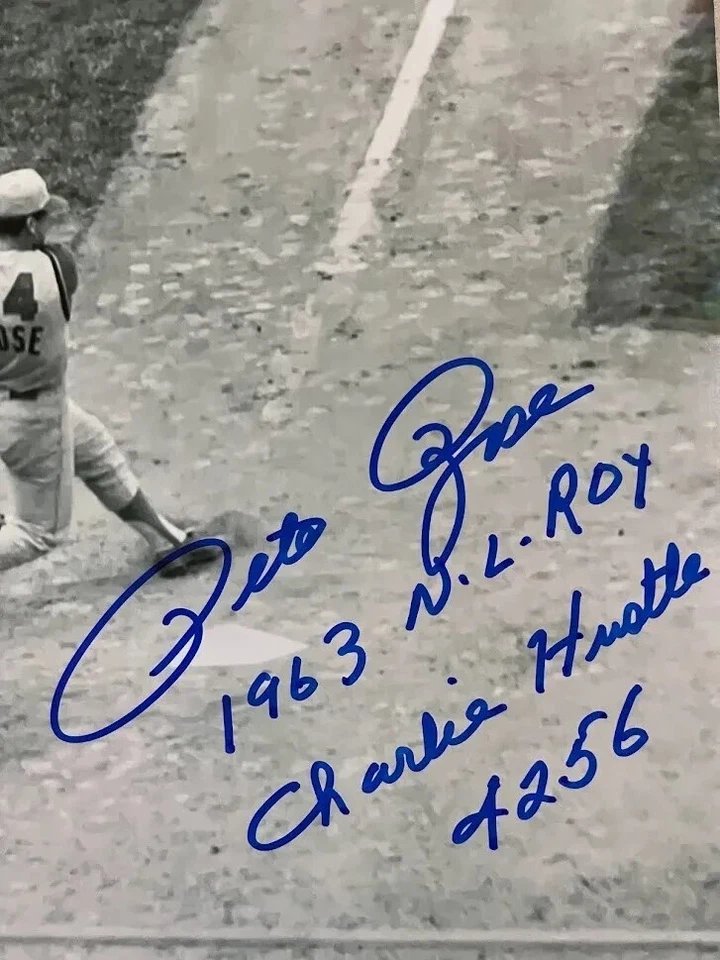 4
OSE
Pete Rose
1963 N.L. ROY
Charlie Hustle
4256